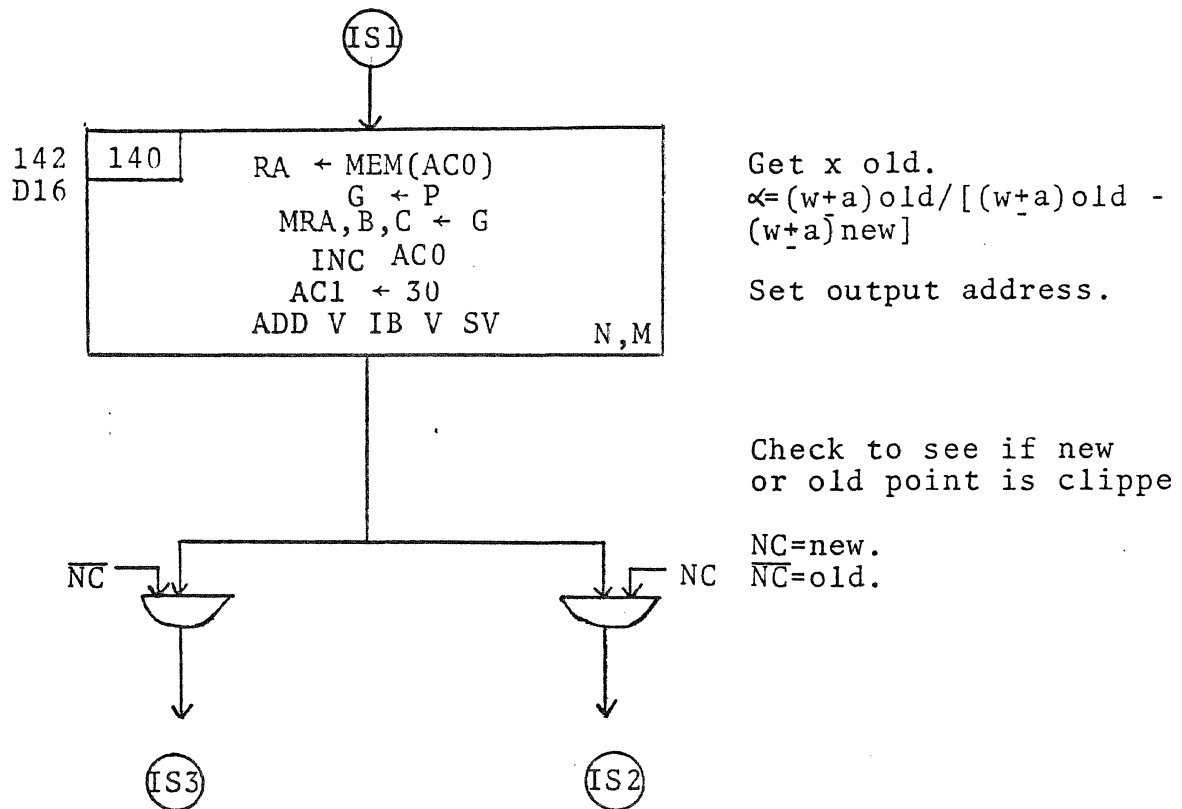 IS1
142
D16
140
RA ← MEM(AC0)
G ← P
MRA,B,C ← G
INC AC0
AC1 ← 30
ADD V IB V SV
N,M
Get x old.
∝=(w±a)old/[(w±a)old -
(w±a)new]
Set output address.
Check to see if new
or old point is clippe
NC=new.
N̅C̅=old.
N̅C̅
NC
IS3
IS2